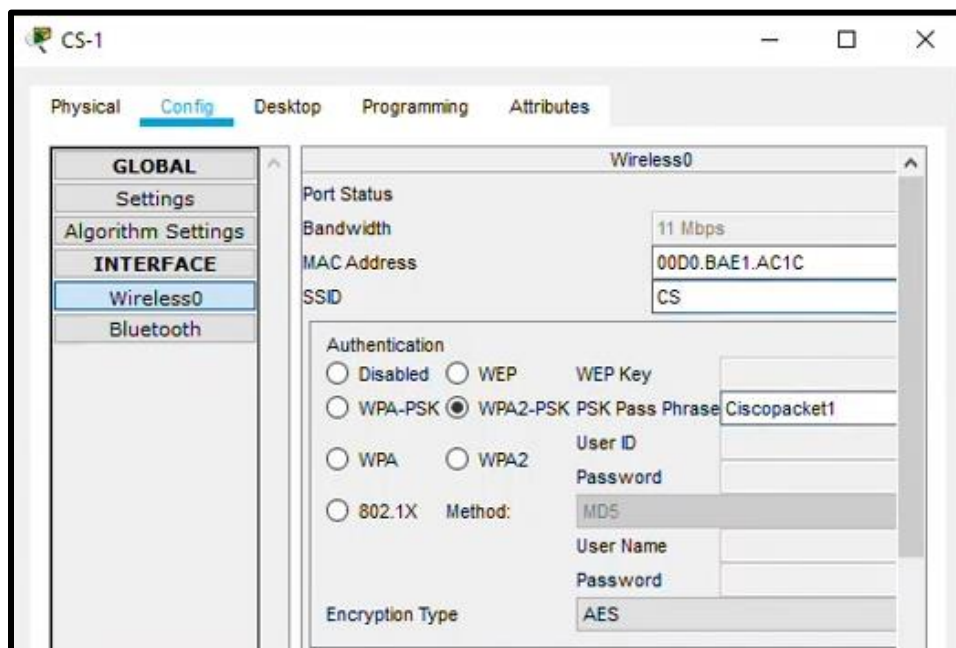 CS-1
Physical Config Desktop Programming Attributes
GLOBAL
Settings
Algorithm Settings
INTERFACE
Wireless0
Bluetooth
Wireless0
Port Status
Bandwidth 11 Mbps
MAC Address 00D0.BAE1.AC1C
SSID CS
Authentication
Disabled WEP WEP Key
WPA-PSK WPA2-PSK PSK Pass Phrase Ciscopacket1
User ID
WPA WPA2
Password
802.1X Method: MD5
User Name
Password
Encryption Type AES